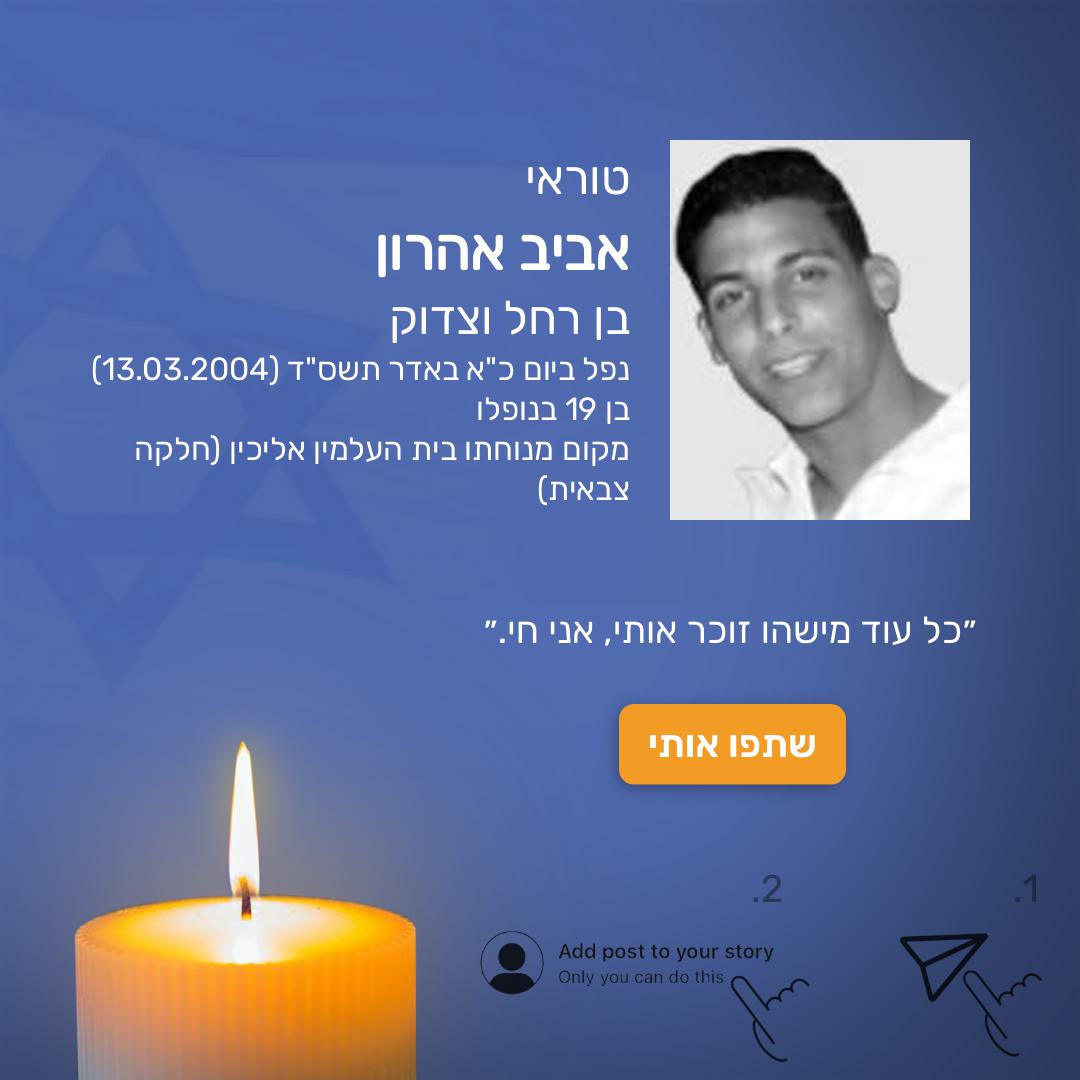 טוראי
אביב אהרון
בן רחל וצדוק
נפל ביום כ"א באדר תשס"ד (13.03.2004)
בן 19 בנופלו
מקום מנוחתו בית העלמין אליכין (חלקה
צבאית)
״כל עוד מישהו זוכר אותי, אני חי.״
שתפו אותי
.1
.2
Add post to your story
Only you can do this